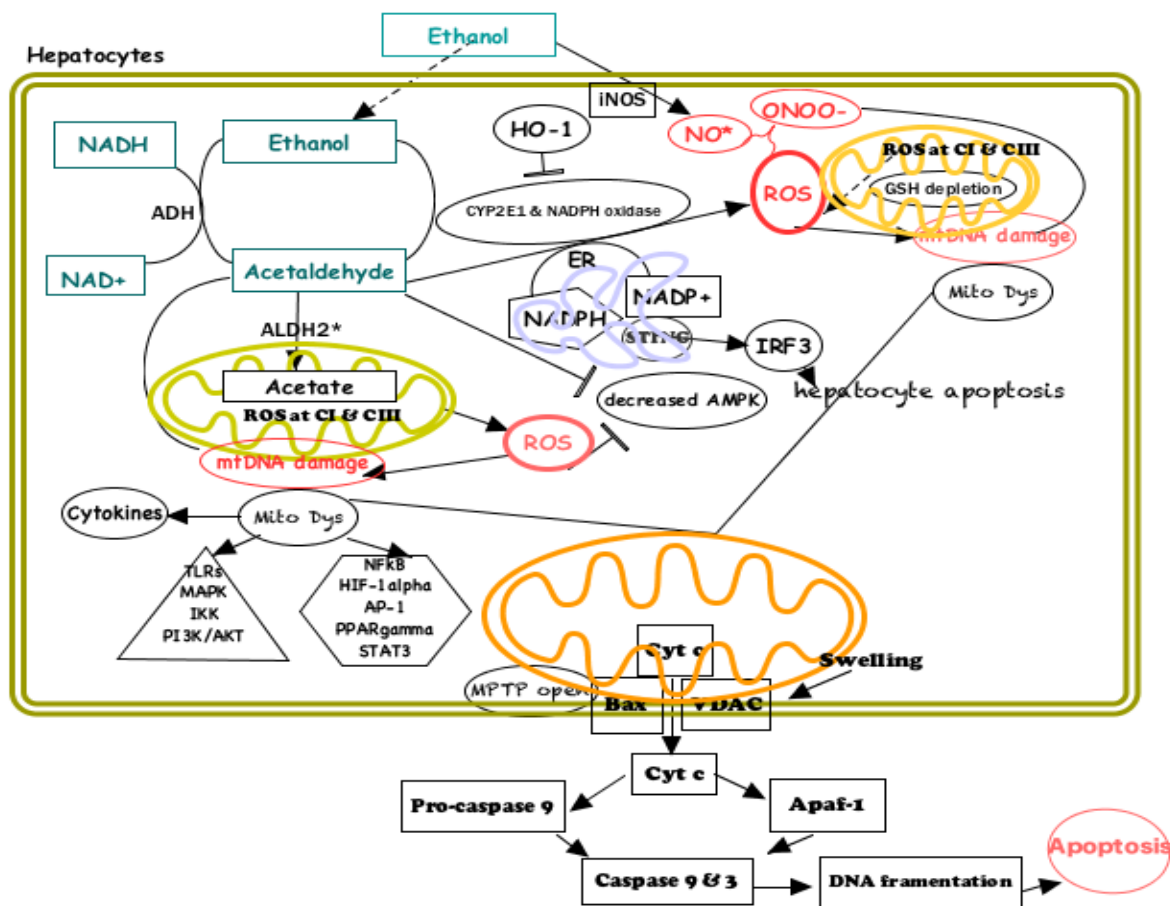 Ethanol
Hepatocytes
iNOS
ONOO-
HO-1
NO*
NADH
Ethanol
ROS at CI & CIII
ROS
GSH depletion
ADH
CYP2E1 & NADPH oxidase
mtDNA damage
NAD+
Acetaldehyde
ER
NADP+
Mito Dys
NADPH
STING
IRF3
ALDH2*
Acetate
decreased AMPK
hepatocyte apoptosis
ROS at CI & CIII
ROS
mtDNA damage
Cytokines
Mito Dys
TLRs
MAPK
IKK
PI3K/AKT
NFkB
HIF-1alpha
AP-1
PPARgamma
STAT3
Cyt c
Swelling
MPTP open
Bax
VDAC
Cyt c
Pro-caspase 9
Apaf-1
Apoptosis
Caspase 9 & 3
DNA framentation